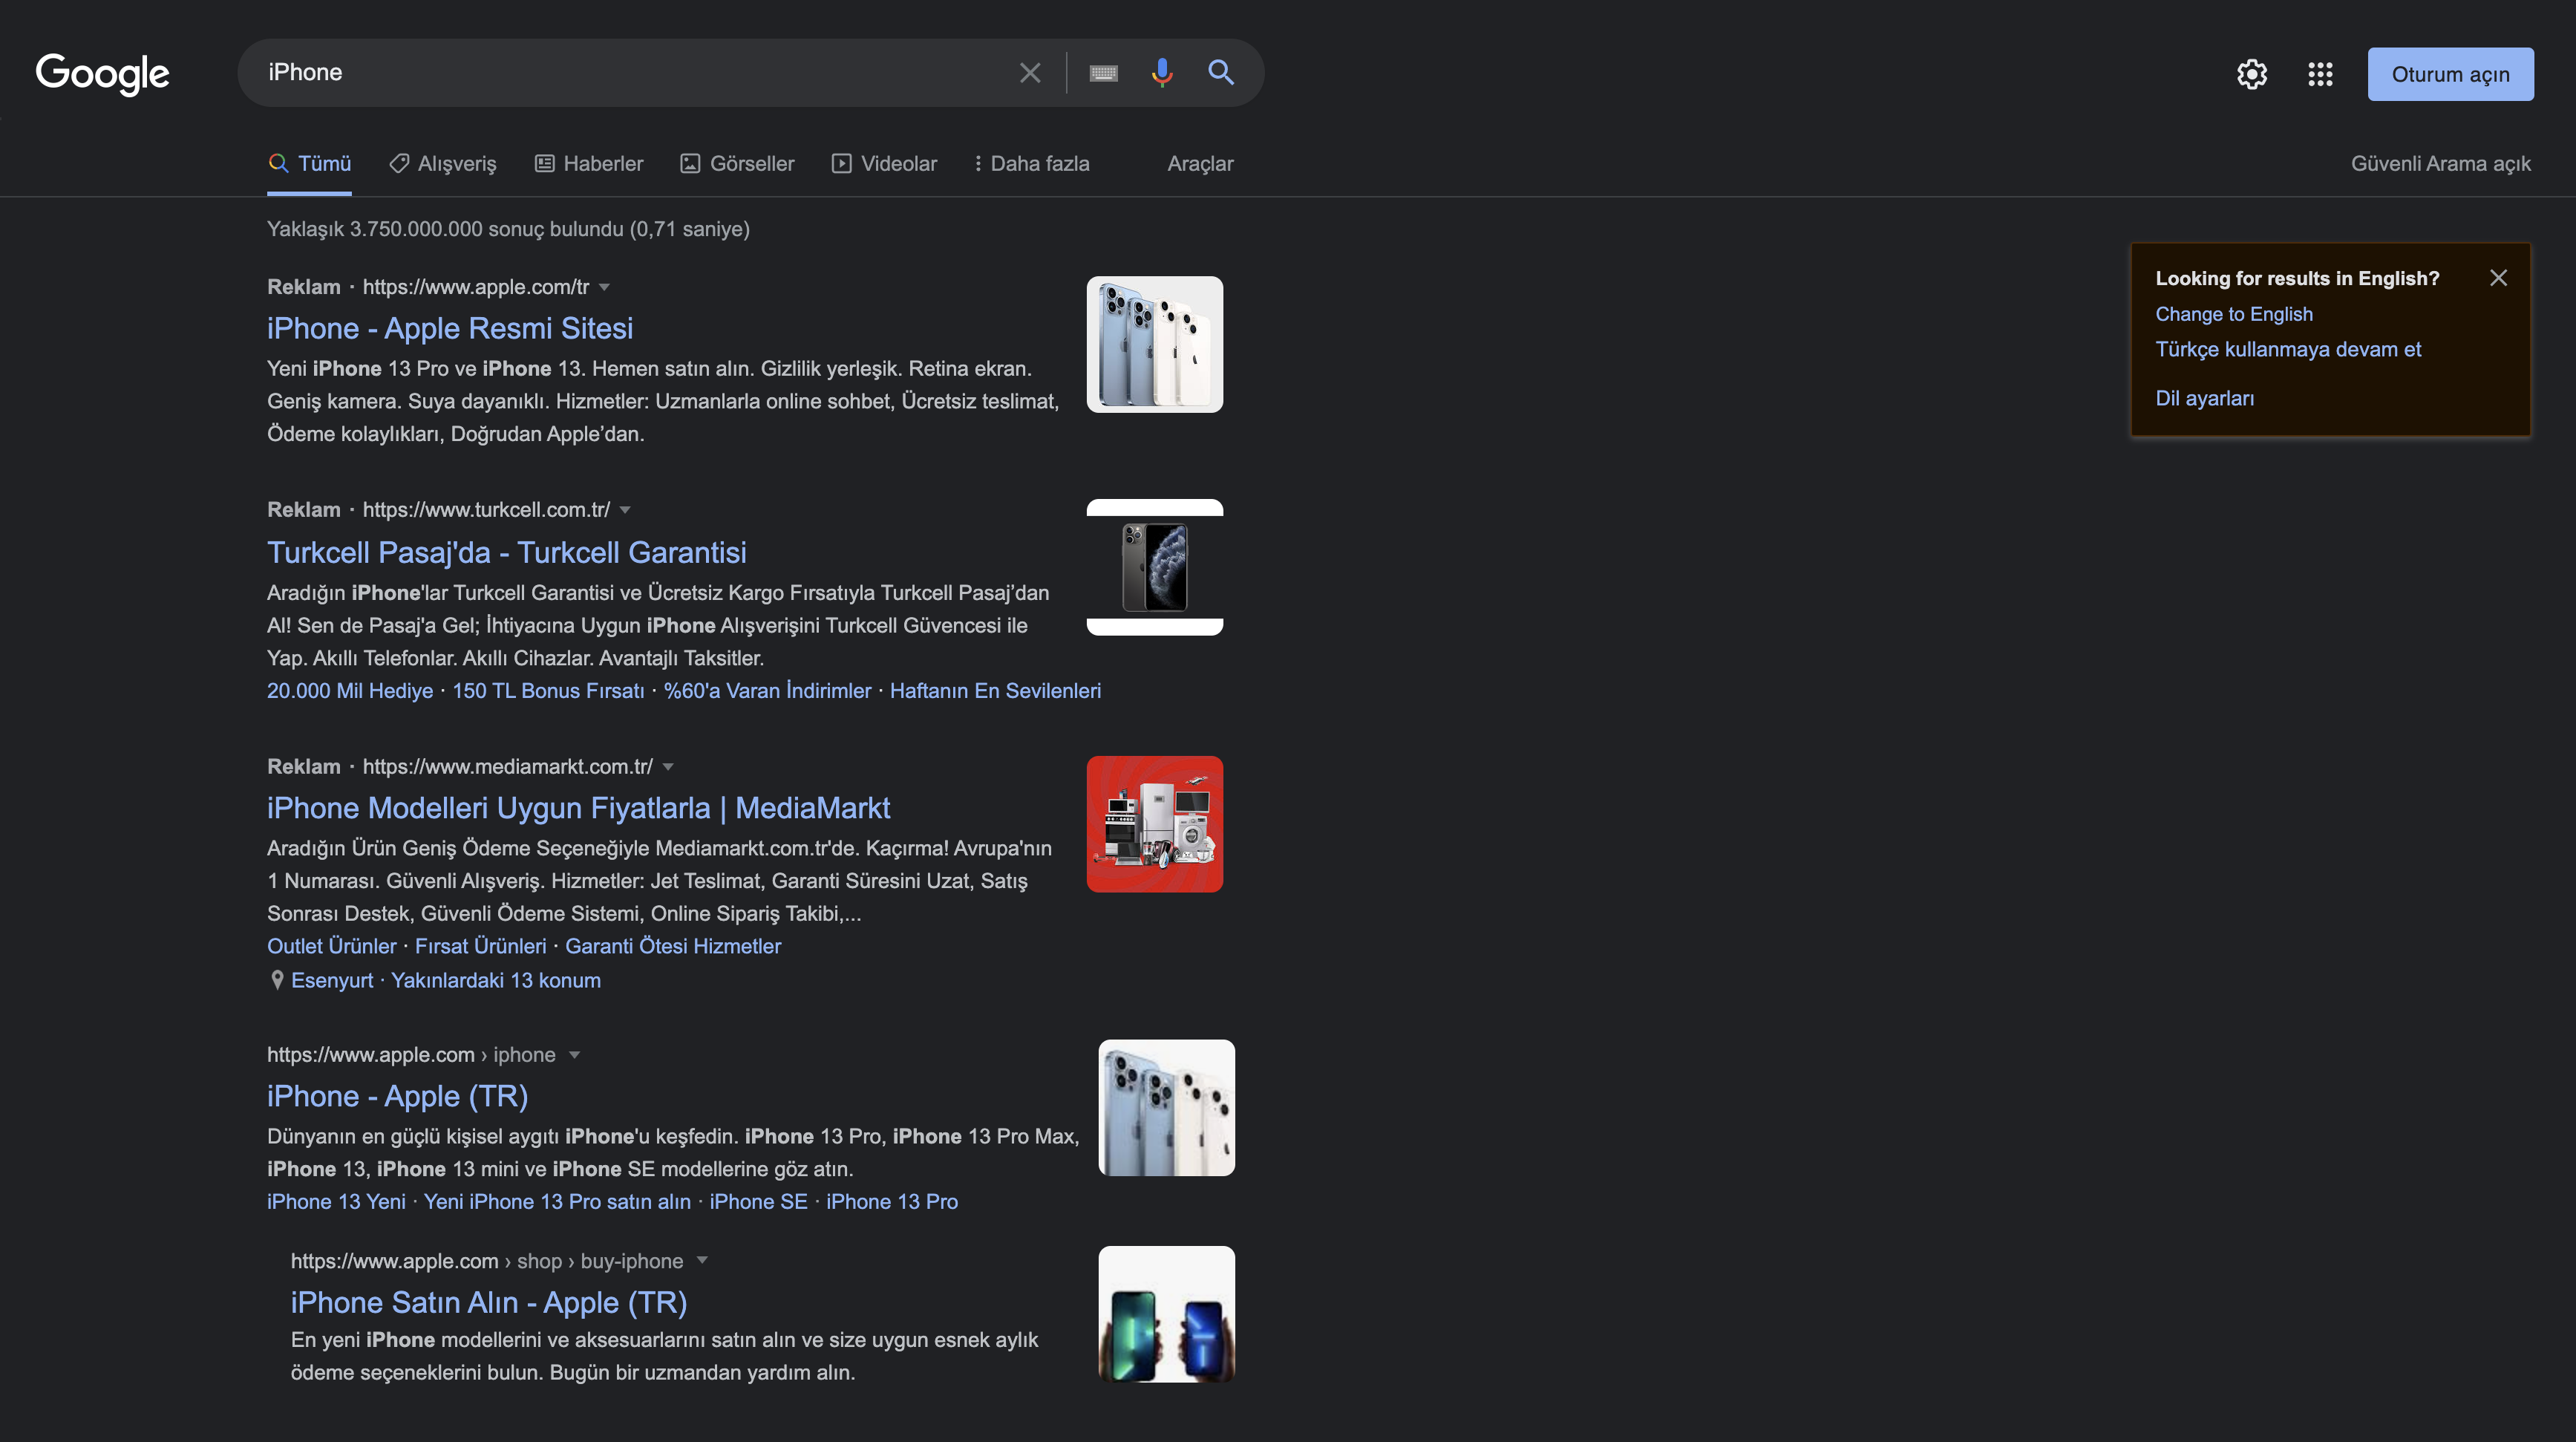 Google
iPhone
Oturum açın
Tümü
Alışveriş
Haberler
Görseller
Videolar
Daha fazla
Araçlar
Güvenli Arama açık
Yaklaşık 3.750.000.000 sonuç bulundu (0,71 saniye)
Reklam · https://www.apple.com/tr
iPhone - Apple Resmi Sitesi
Yeni iPhone 13 Pro ve iPhone 13. Hemen satın alın. Gizlilik yerleşik. Retina ekran.
Geniş kamera. Suya dayanıklı. Hizmetler: Uzmanlarla online sohbet, Ücretsiz teslimat,
Ödeme kolaylıkları, Doğrudan Apple’dan.
Reklam · https://www.turkcell.com.tr/
Turkcell Pasaj'da - Turkcell Garantisi
Aradığın iPhone'lar Turkcell Garantisi ve Ücretsiz Kargo Fırsatıyla Turkcell Pasaj’dan
Al! Sen de Pasaj'a Gel; İhtiyacına Uygun iPhone Alışverişini Turkcell Güvencesi ile
Yap. Akıllı Telefonlar. Akıllı Cihazlar. Avantajlı Taksitler.
20.000 Mil Hediye · 150 TL Bonus Fırsatı · %60'a Varan İndirimler · Haftanın En Sevilenleri
Reklam · https://www.mediamarkt.com.tr/
iPhone Modelleri Uygun Fiyatlarla | MediaMarkt
Aradığın Ürün Geniş Ödeme Seçeneğiyle Mediamarkt.com.tr'de. Kaçırma! Avrupa'nın
1 Numarası. Güvenli Alışveriş. Hizmetler: Jet Teslimat, Garanti Süresini Uzat, Satış
Sonrası Destek, Güvenli Ödeme Sistemi, Online Sipariş Takibi,...
Outlet Ürünler · Fırsat Ürünleri · Garanti Ötesi Hizmetler
Esenyurt · Yakınlardaki 13 konum
https://www.apple.com › iphone
iPhone - Apple (TR)
Dünyanın en güçlü kişisel aygıtı iPhone'u keşfedin. iPhone 13 Pro, iPhone 13 Pro Max,
iPhone 13, iPhone 13 mini ve iPhone SE modellerine göz atın.
iPhone 13 Yeni · Yeni iPhone 13 Pro satın alın · iPhone SE · iPhone 13 Pro
https://www.apple.com › shop › buy-iphone
iPhone Satın Alın - Apple (TR)
En yeni iPhone modellerini ve aksesuarlarını satın alın ve size uygun esnek aylık
ödeme seçeneklerini bulun. Bugün bir uzmandan yardım alın.
Looking for results in English?
Change to English
Türkçe kullanmaya devam et
Dil ayarları